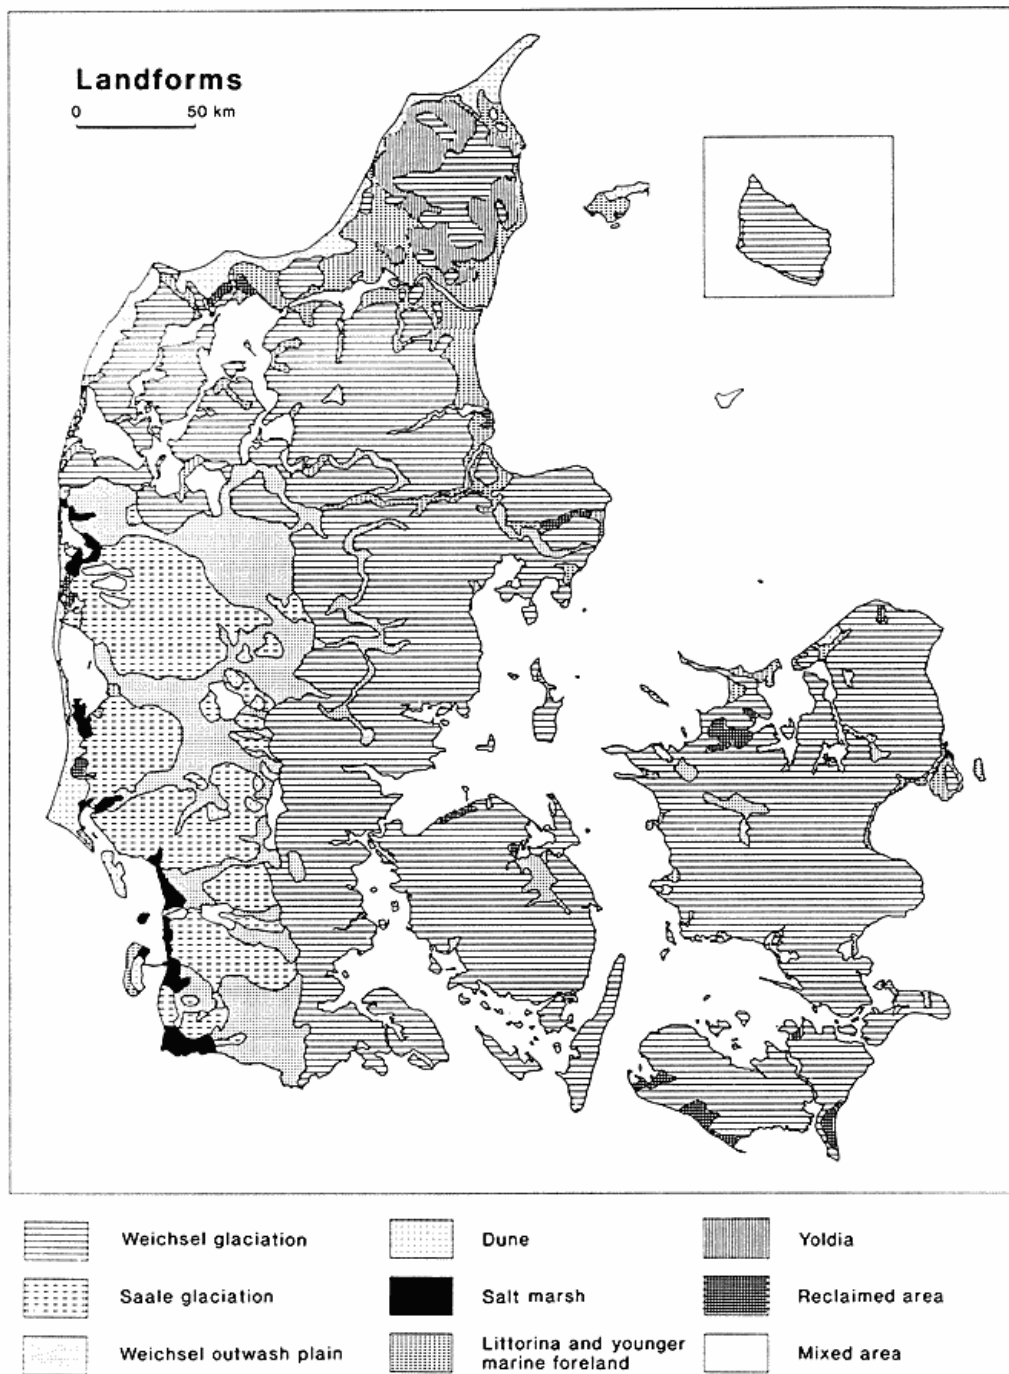 Landforms
0 50 km
Weichsel glaciation
Dune
Yoldia
Saale glaciation
Salt marsh
Reclaimed area
Weichsel outwash plain
Littorina and younger
marine foreland
Mixed area